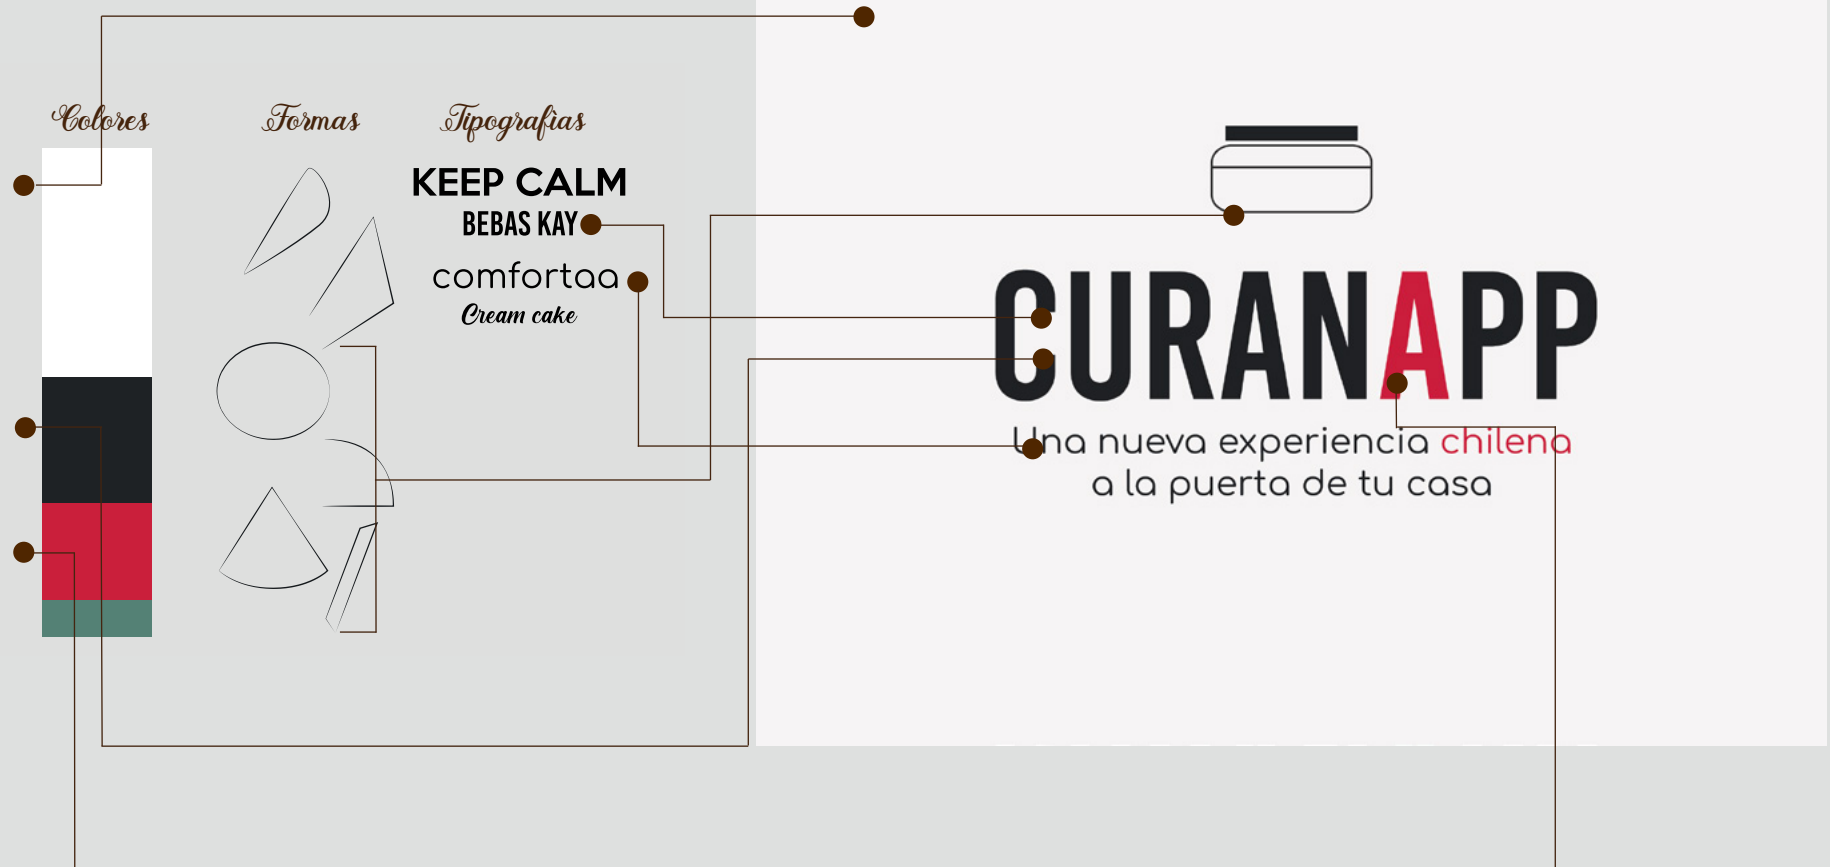 Colores
Formas
Tipografías
KEEP CALM
BEBAS KAY
comfortaa
Cream cake
CURANAPP
Una nueva experiencia chilena
a la puerta de tu casa